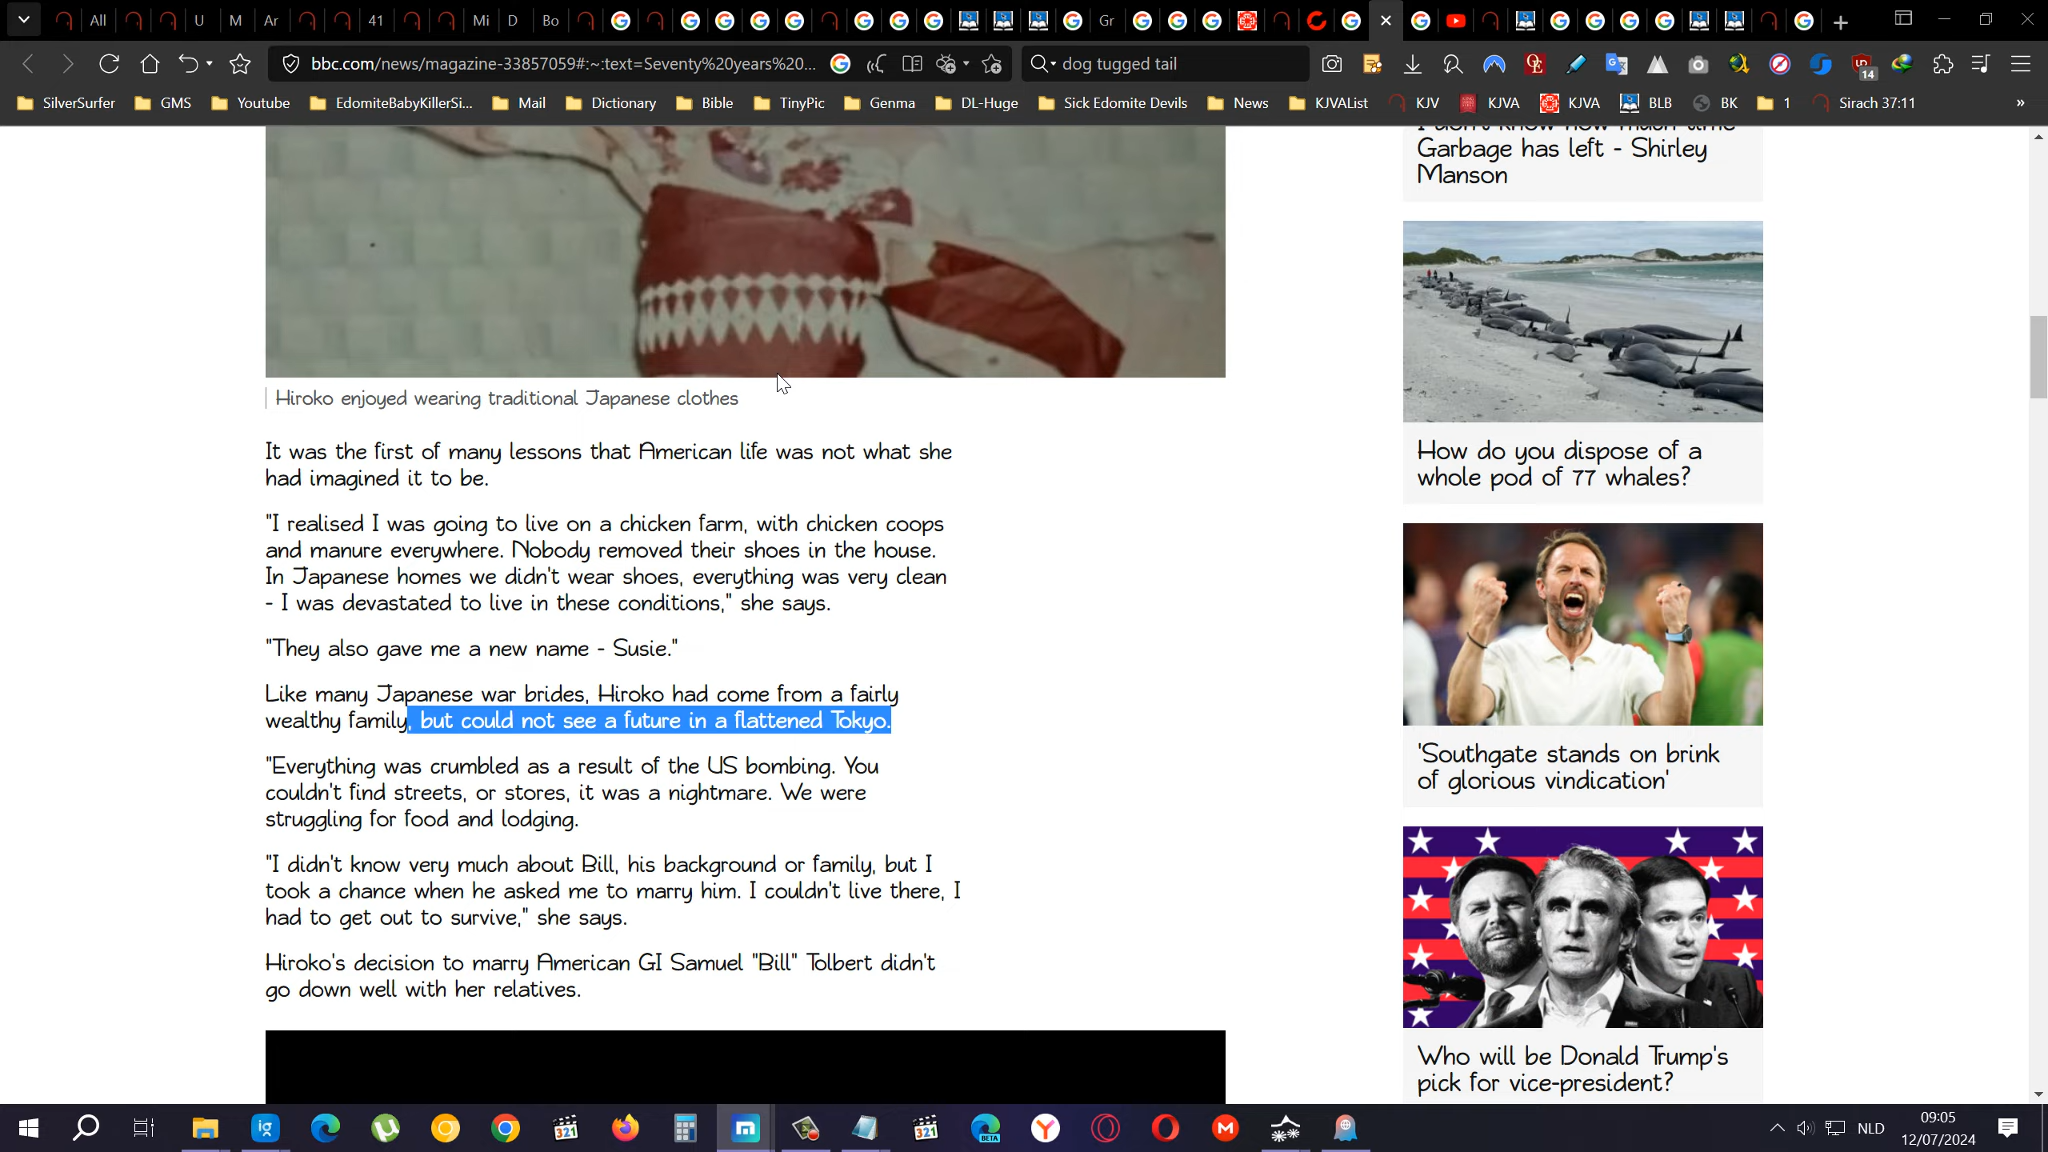 All
U
M
Ar
41
Mi
D
Bo
Gr
bbc.com/news/magazine-33857059#:~:text=Seventy%20years%20...
dog tugged tail
14
SilverSurfer
GMS
Youtube
EdomiteBabyKillerSi...
Mail
Dictionary
Bible
TinyPic
Genma
DL-Huge
Sick Edomite Devils
News
KJVAList
KJV
KJVA
KJVA
BLB
BK
1
Sirach 37:11
»
Hiroko enjoyed wearing traditional Japanese clothes
It was the first of many lessons that American life was not what she
had imagined it to be.
"I realised I was going to live on a chicken farm, with chicken coops
and manure everywhere. Nobody removed their shoes in the house.
In Japanese homes we didn't wear shoes, everything was very clean
- I was devastated to live in these conditions," she says.
"They also gave me a new name - Susie."
Like many Japanese war brides, Hiroko had come from a fairly
wealthy family, but could not see a future in a flattened Tokyo.
"Everything was crumbled as a result of the US bombing. You
couldn't find streets, or stores, it was a nightmare. We were
struggling for food and lodging.
"I didn't know very much about Bill, his background or family, but I
took a chance when he asked me to marry him. I couldn't live there, I
had to get out to survive," she says.
Hiroko's decision to marry American GI Samuel "Bill" Tolbert didn't
go down well with her relatives.
I don't know how much time
Garbage has left - Shirley
Manson
How do you dispose of a
whole pod of 77 whales?
'Southgate stands on brink
of glorious vindication'
Who will be Donald Trump's
pick for vice-president?
NLD
09:05
12/07/2024